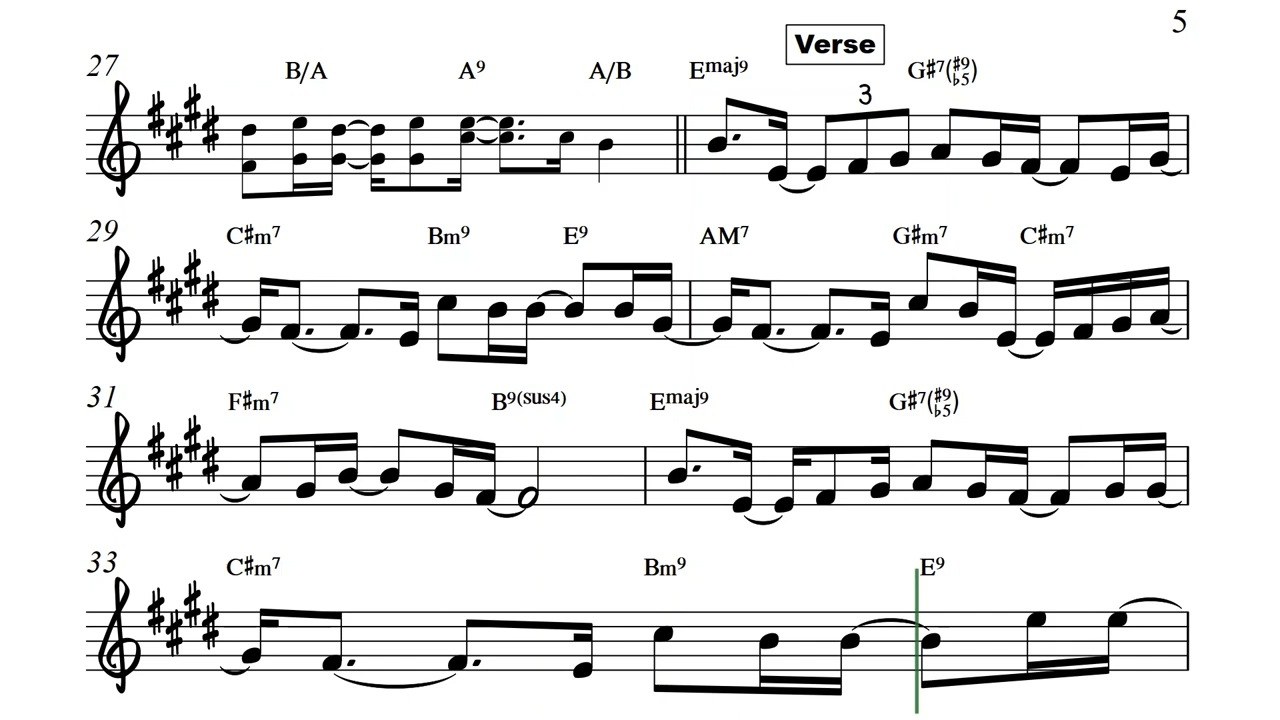 5
Verse
27 B/A A9 A/B Emaj9 G#7(#9 b5)
3
29 C#m7 Bm9 E9 AM7 G#m7 C#m7
31 F#m7 B9(sus4) Emaj9 G#7(#9 b5)
33 C#m7 Bm9 E9